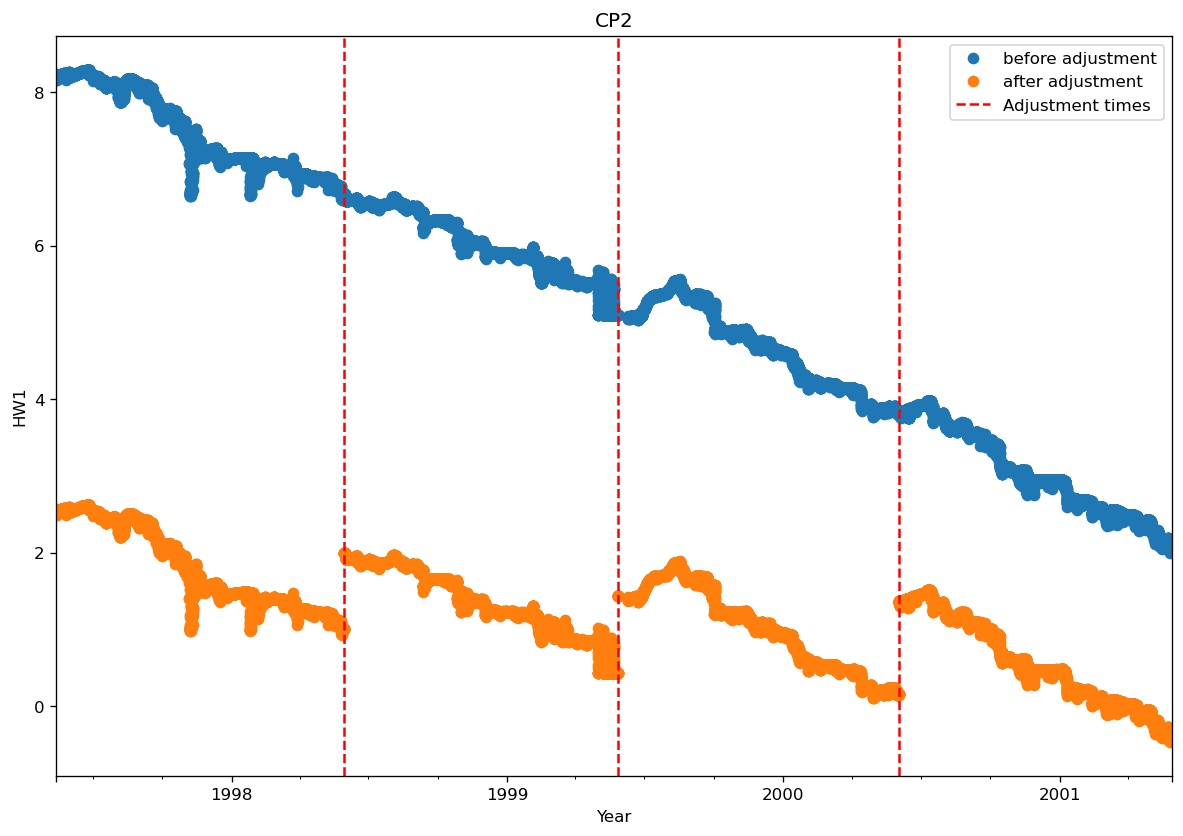 CP2
before adjustment
after adjustment
Adjustment times
HW1
8
6
4
2
0
1998
1999
2000
2001
Year